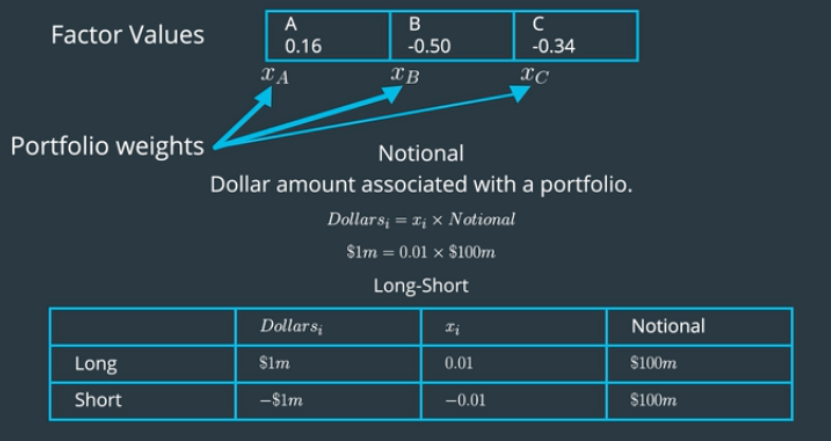 Factor Values
A B C
0.16 -0.50 -0.34
x_A x_B x_C
Portfolio weights
Notional
Dollar amount associated with a portfolio.
Dollars_i = x_i × Notional
$1m = 0.01 × $100m
Long-Short
Dollars_i x_i Notional
Long $1m 0.01 $100m
Short −$1m −0.01 $100m